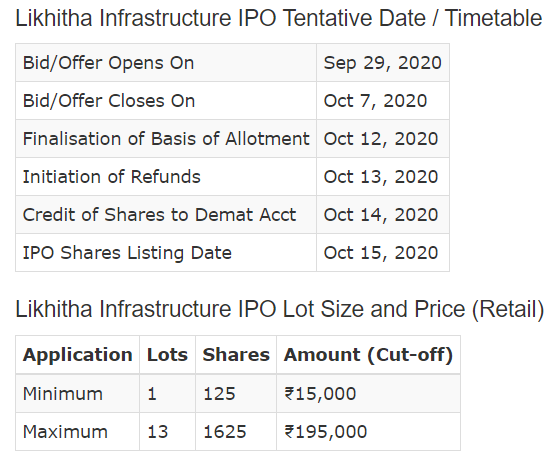 Likhitha Infrastructure IPO Tentative Date / Timetable
Bid/Offer Opens On Sep 29, 2020
Bid/Offer Closes On Oct 7, 2020
Finalisation of Basis of Allotment Oct 12, 2020
Initiation of Refunds Oct 13, 2020
Credit of Shares to Demat Acct Oct 14, 2020
IPO Shares Listing Date Oct 15, 2020
Likhitha Infrastructure IPO Lot Size and Price (Retail)
Application Lots Shares Amount (Cut-off)
Minimum 1 125 ₹15,000
Maximum 13 1625 ₹195,000